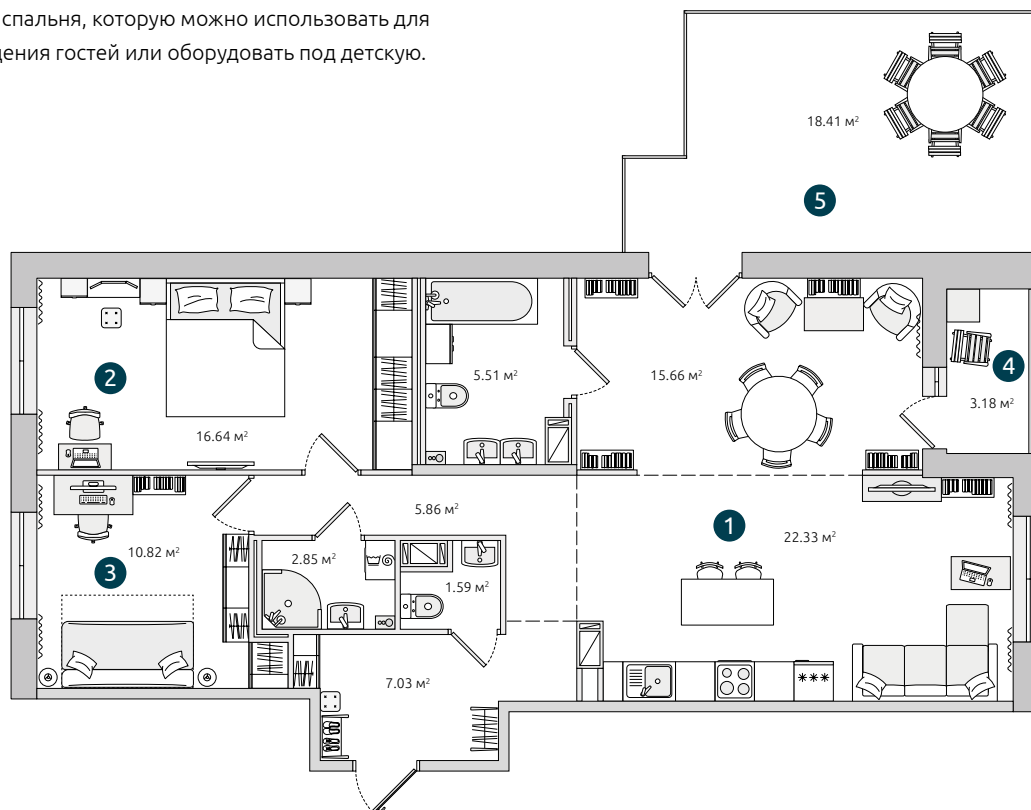 спальня, которую можно использовать для
гостей или оборудовать под детскую.
18.41 м²
5
2
16.64 м²
5.51 м²
15.66 м²
4
3.18 м²
3
10.82 м²
5.86 м²
2.85 м²
1.59 м²
1
22.33 м²
7.03 м²